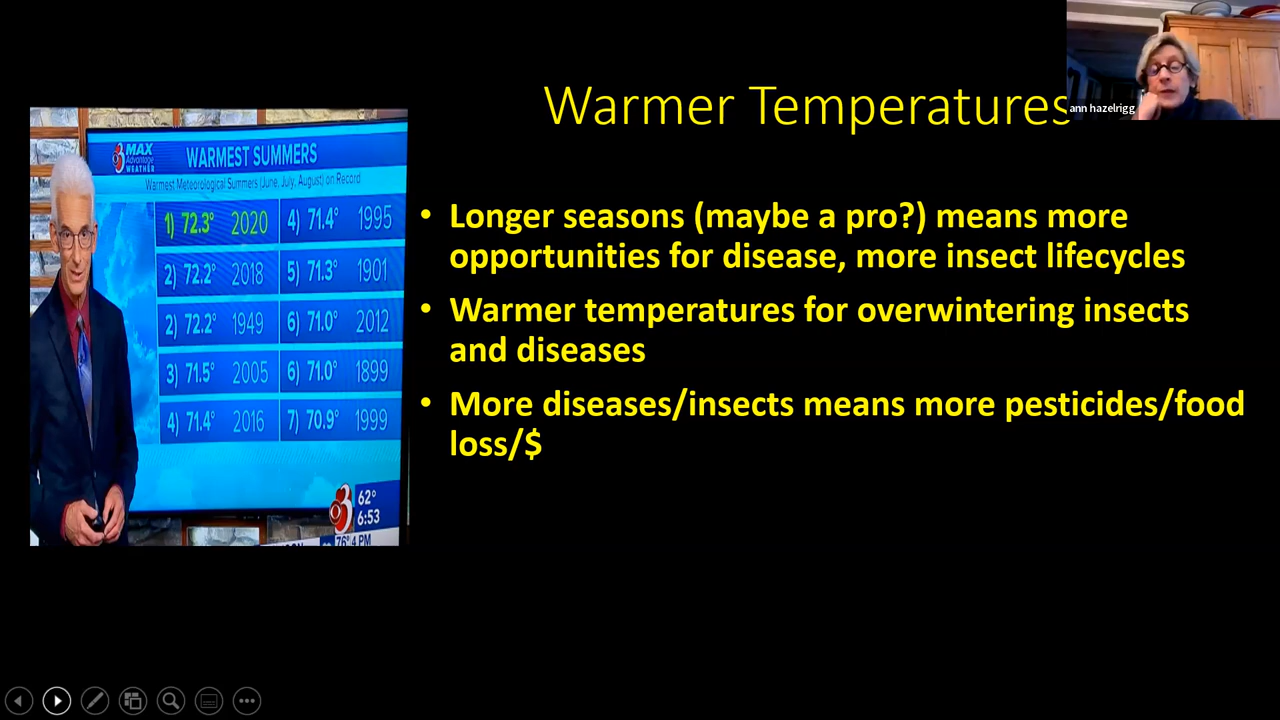 Warmer Temperatures
ann hazelrigg
MAX
Advantage
WEATHER
WARMEST SUMMERS
Warmest Meteorological Summers (June, July, August) on Record
1) 72.3° 2020 4) 71.4° 1995
2) 72.2° 2018 5) 71.3° 1901
2) 72.2° 1949 6) 71.0° 2012
3) 71.5° 2005 6) 71.0° 1899
4) 71.4° 2016 7) 70.9° 1999
3
62°
6:53
76° 4 PM
• Longer seasons (maybe a pro?) means more
opportunities for disease, more insect lifecycles
• Warmer temperatures for overwintering insects
and diseases
• More diseases/insects means more pesticides/food
loss/$